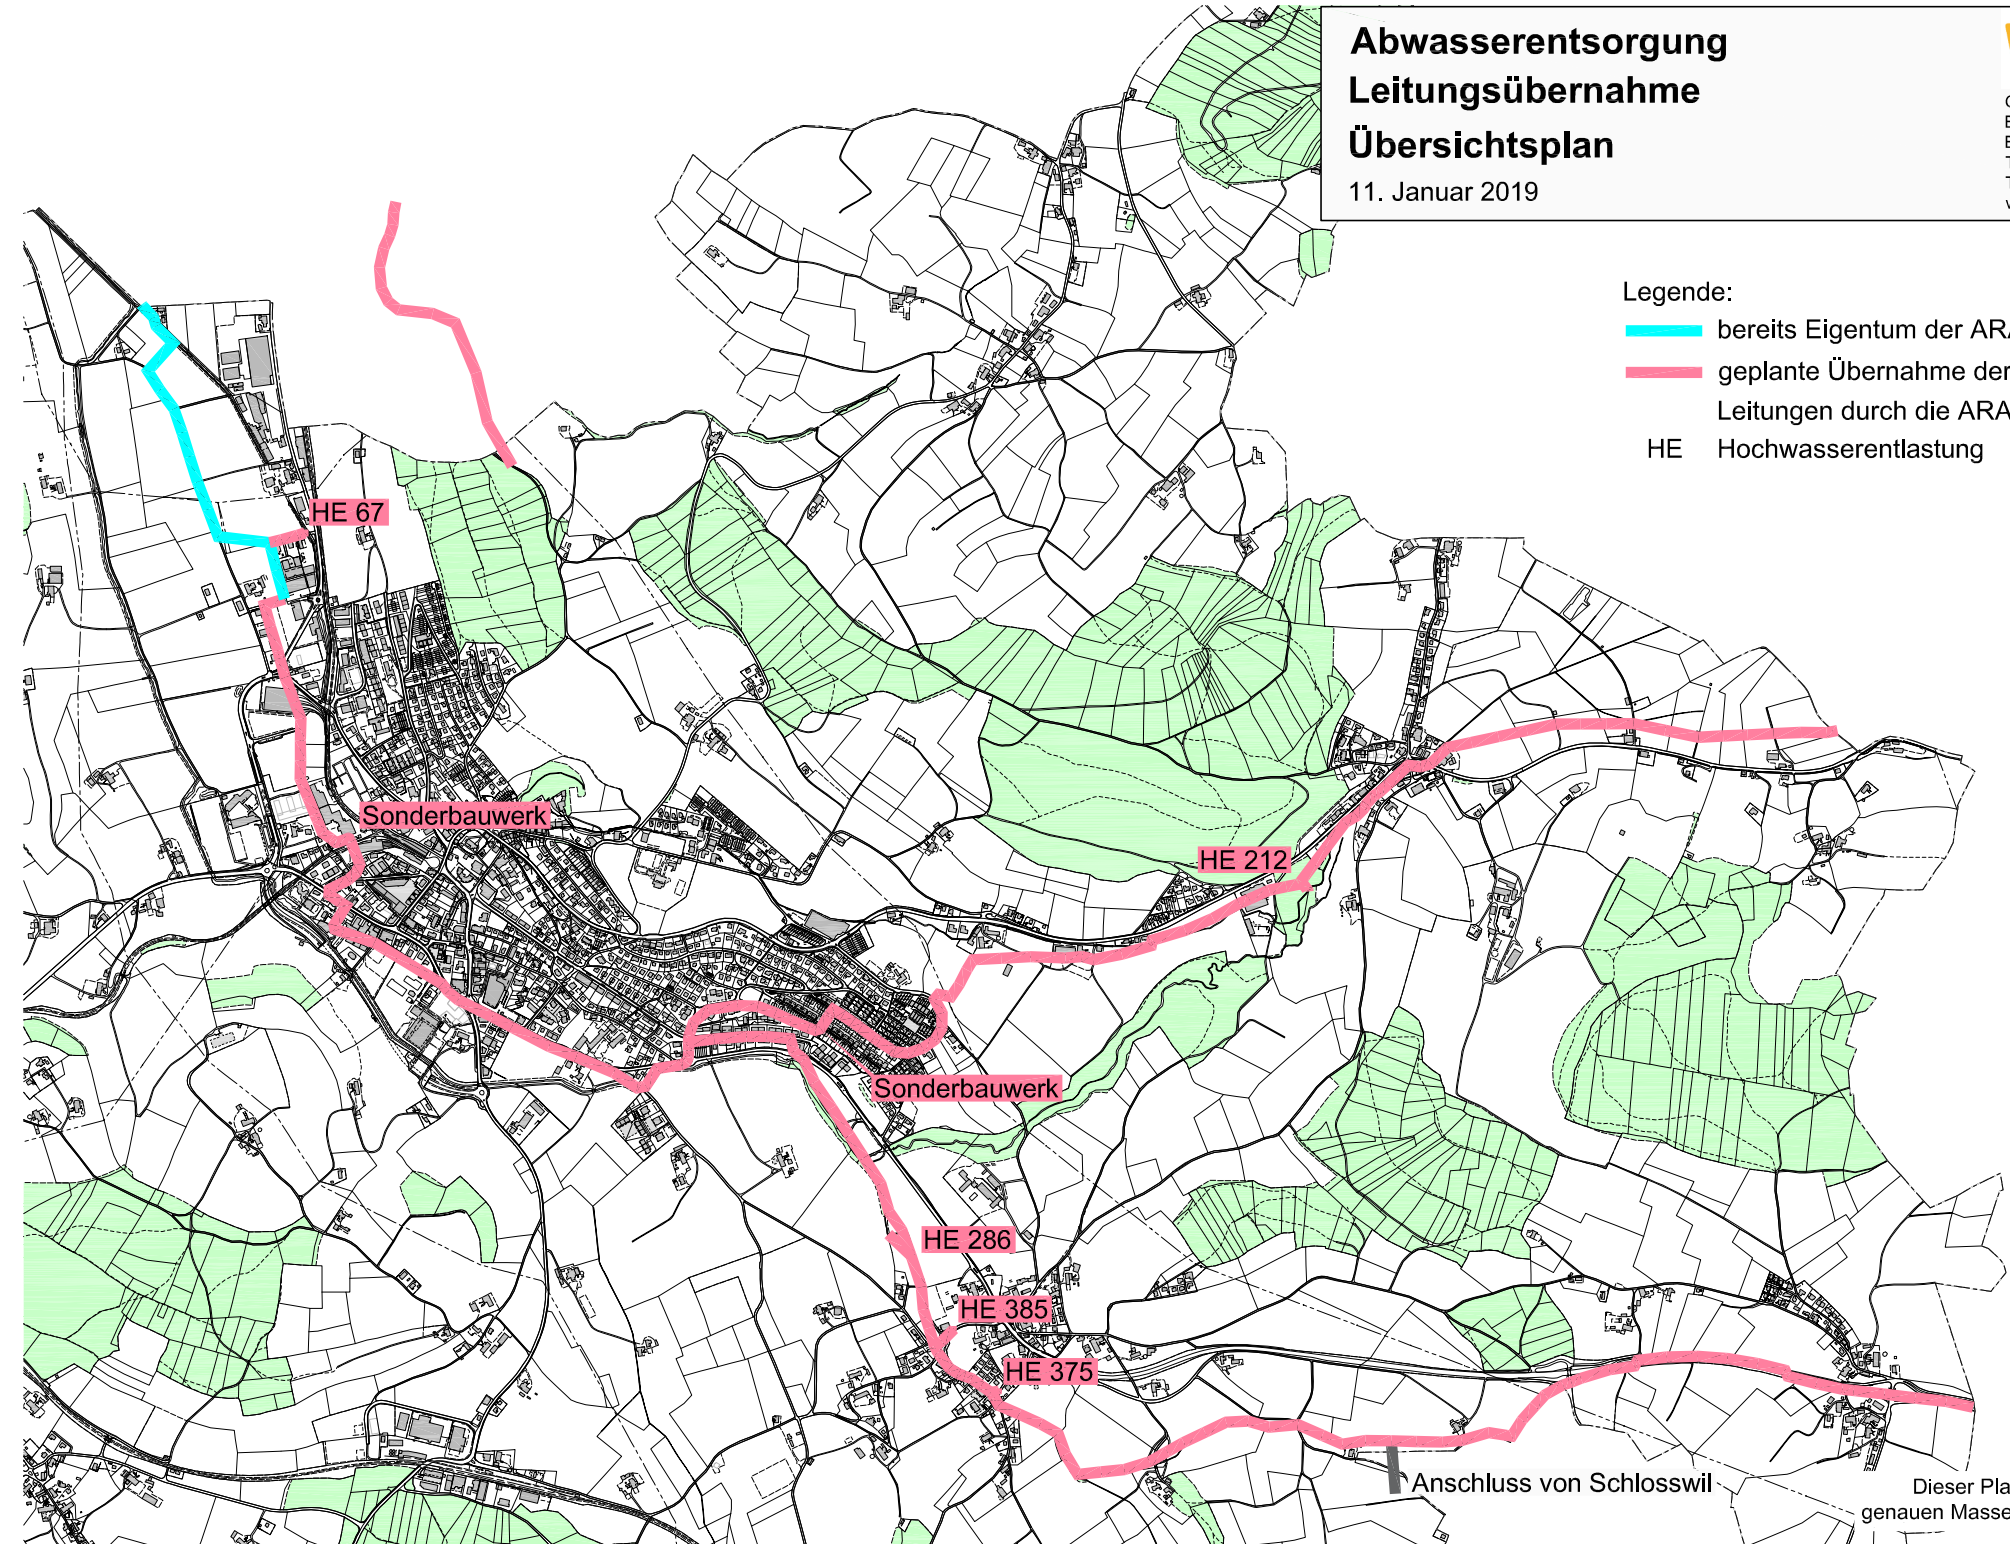 Abwasserentsorgung
Leitungsübernahme
Übersichtsplan
11. Januar 2019
Legende:
bereits Eigentum der ARA
geplante Übernahme der
Leitungen durch die ARA
HE Hochwasserentlastung
HE 67
Sonderbauwerk
HE 212
Sonderbauwerk
HE 286
HE 385
HE 375
Anschluss von Schlosswil
Dieser Pla
genauen Masse